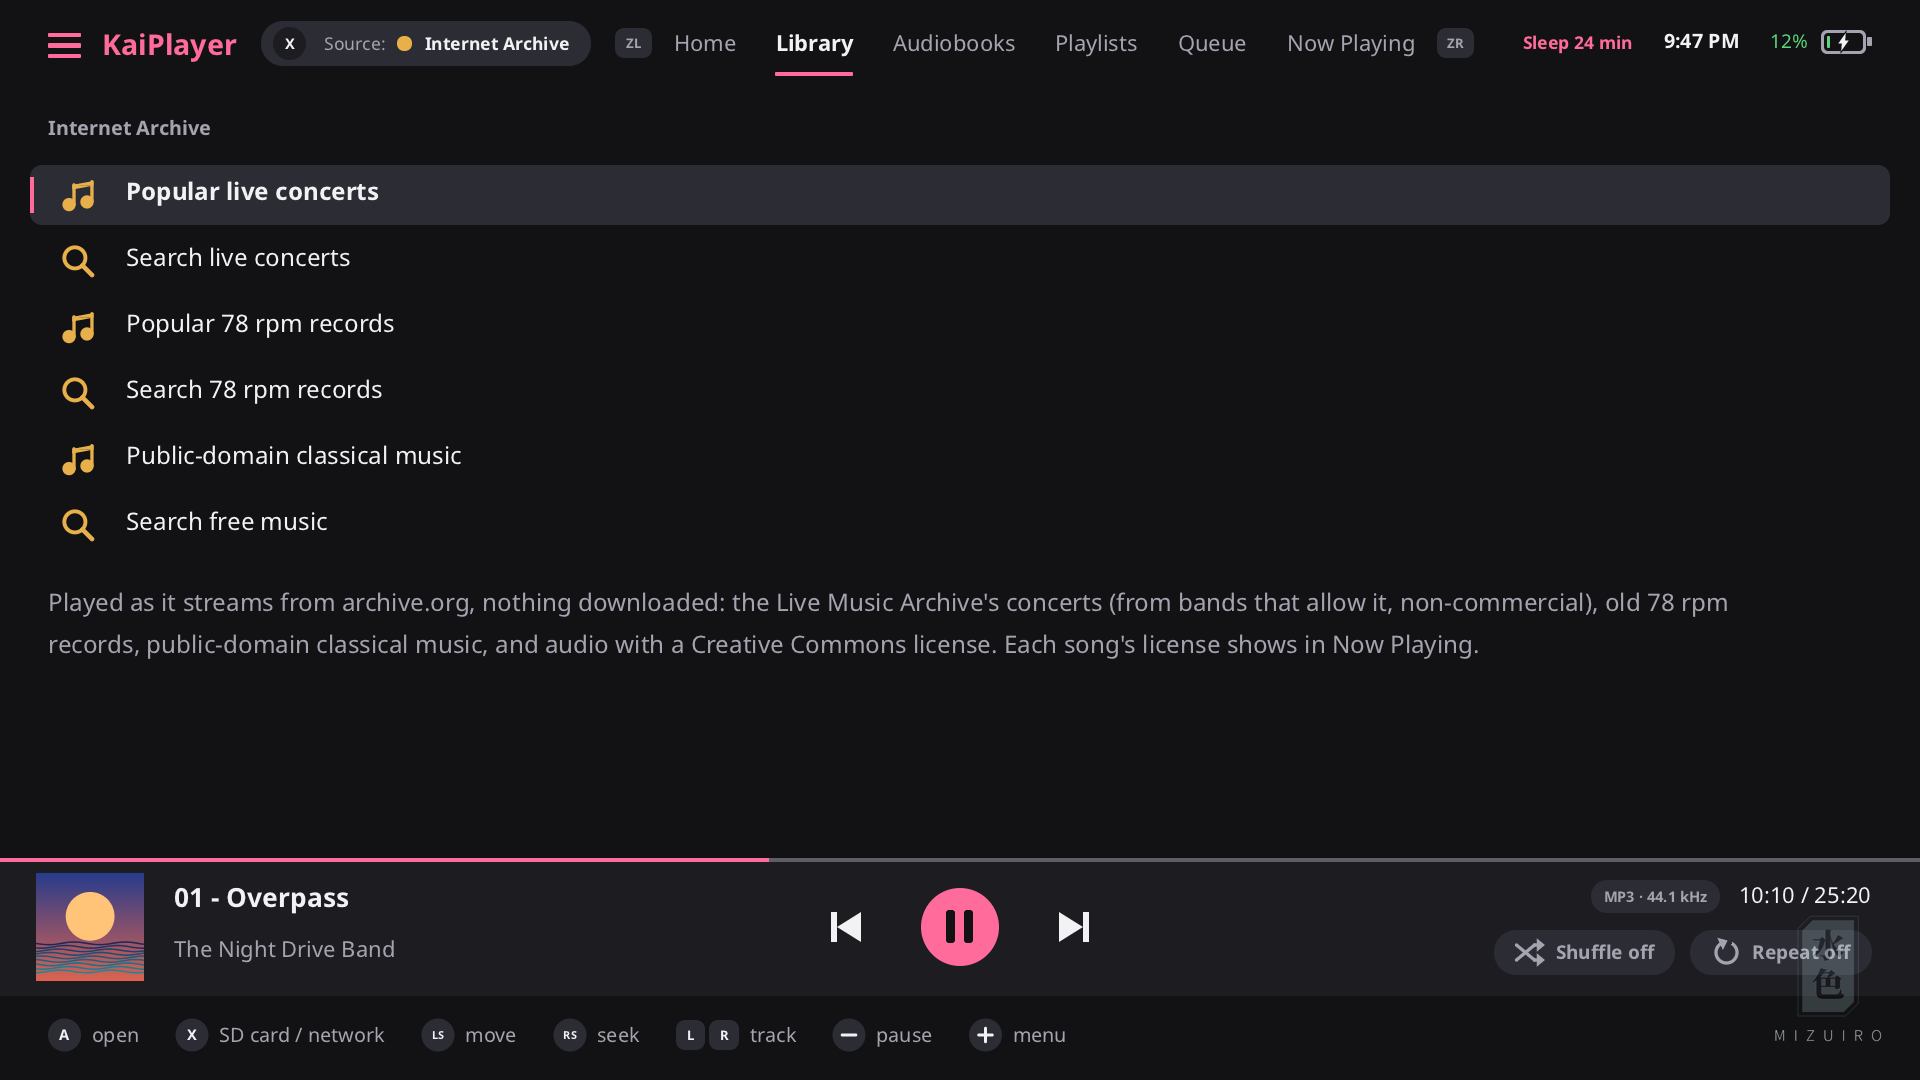 KaiPlayer
X Source: Internet Archive
ZL Home Library Audiobooks Playlists Queue Now Playing ZR
Sleep 24 min 9:47 PM 12%
Internet Archive
Popular live concerts
Search live concerts
Popular 78 rpm records
Search 78 rpm records
Public-domain classical music
Search free music
Played as it streams from archive.org, nothing downloaded: the Live Music Archive's concerts (from bands that allow it, non-commercial), old 78 rpm
records, public-domain classical music, and audio with a Creative Commons license. Each song's license shows in Now Playing.
01 - Overpass
The Night Drive Band
MP3 · 44.1 kHz 10:10 / 25:20
Shuffle off Repeat off
水色
MIZUIRO
A open X SD card / network LS move RS seek L R track − pause + menu